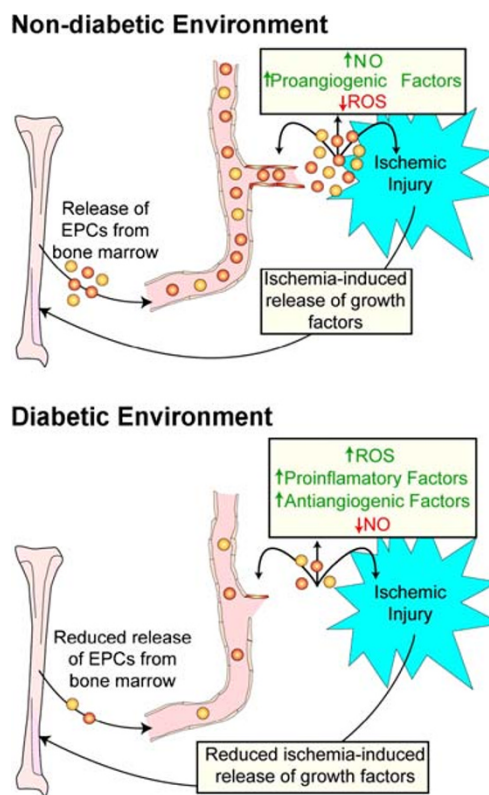 Non-diabetic Environment
↑NO
↑Proangiogenic Factors
↓ROS
Ischemic
Injury
Release of
EPCs from
bone marrow
Ischemia-induced
release of growth
factors
Diabetic Environment
↑ROS
↑Proinflamatory Factors
↑Antiangiogenic Factors
↓NO
Ischemic
Injury
Reduced release
of EPCs from
bone marrow
Reduced ischemia-induced
release of growth factors